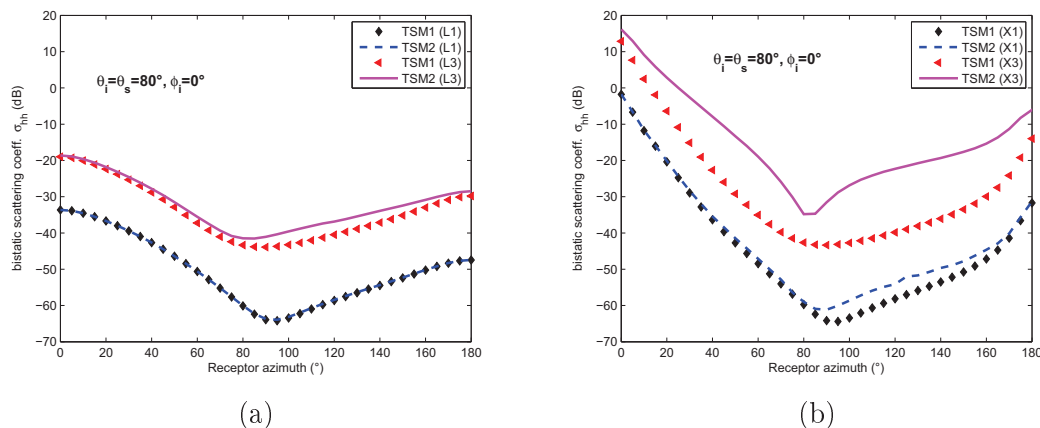 20
10
0
−10
−20
−30
−40
−50
−60
−70
bistatic scattering coeff. σhh (dB)
θi=θs=80°, ϕi=0°
TSM1 (L1)
TSM2 (L1)
TSM1 (L3)
TSM2 (L3)
0 20 40 60 80 100 120 140 160 180
Receptor azimuth (°)
(a)
20
10
0
−10
−20
−30
−40
−50
−60
−70
bistatic scattering coeff. σhh (dB)
θi=θs=80°, ϕi=0°
TSM1 (X1)
TSM2 (X1)
TSM1 (X3)
TSM2 (X3)
0 20 40 60 80 100 120 140 160 180
Receptor azimuth (°)
(b)